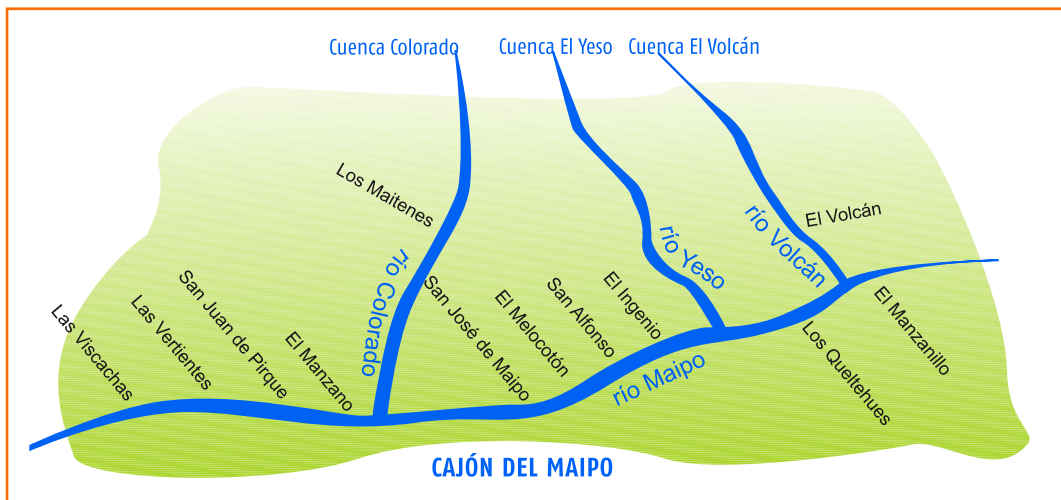 Cuenca Colorado
Cuenca El Yeso
Cuenca El Volcán
Los Maitenes
El Volcán
río Volcán
río Yeso
río Colorado
Las Viscachas
Las Vertientes
San Juan de Pirque
El Manzano
San José de Maipo
El Melocotón
San Alfonso
El Ingenio
río Maipo
Los Queltehues
El Manzanillo
CAJÓN DEL MAIPO